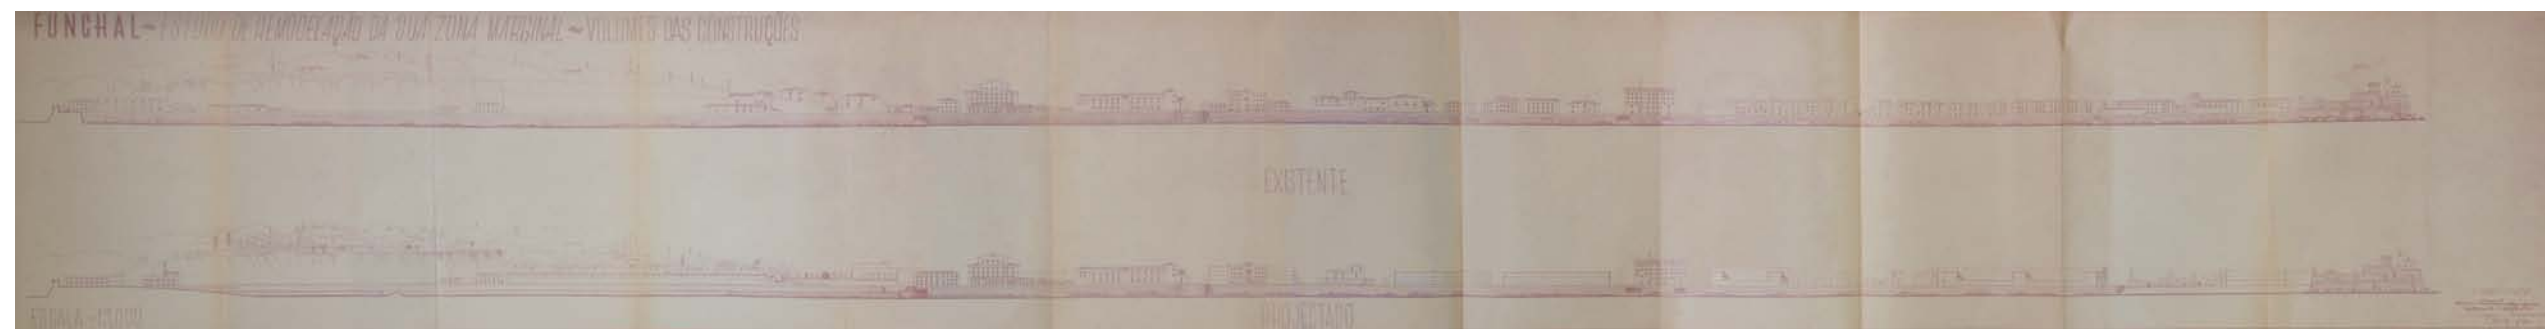 FUNCHAL ~ ESTUDO DE REMODELAÇÃO DA SUA ZONA MARGINAL ~ VOLUMES DAS CONSTRUÇÕES
EXISTENTE
PROJECTADO